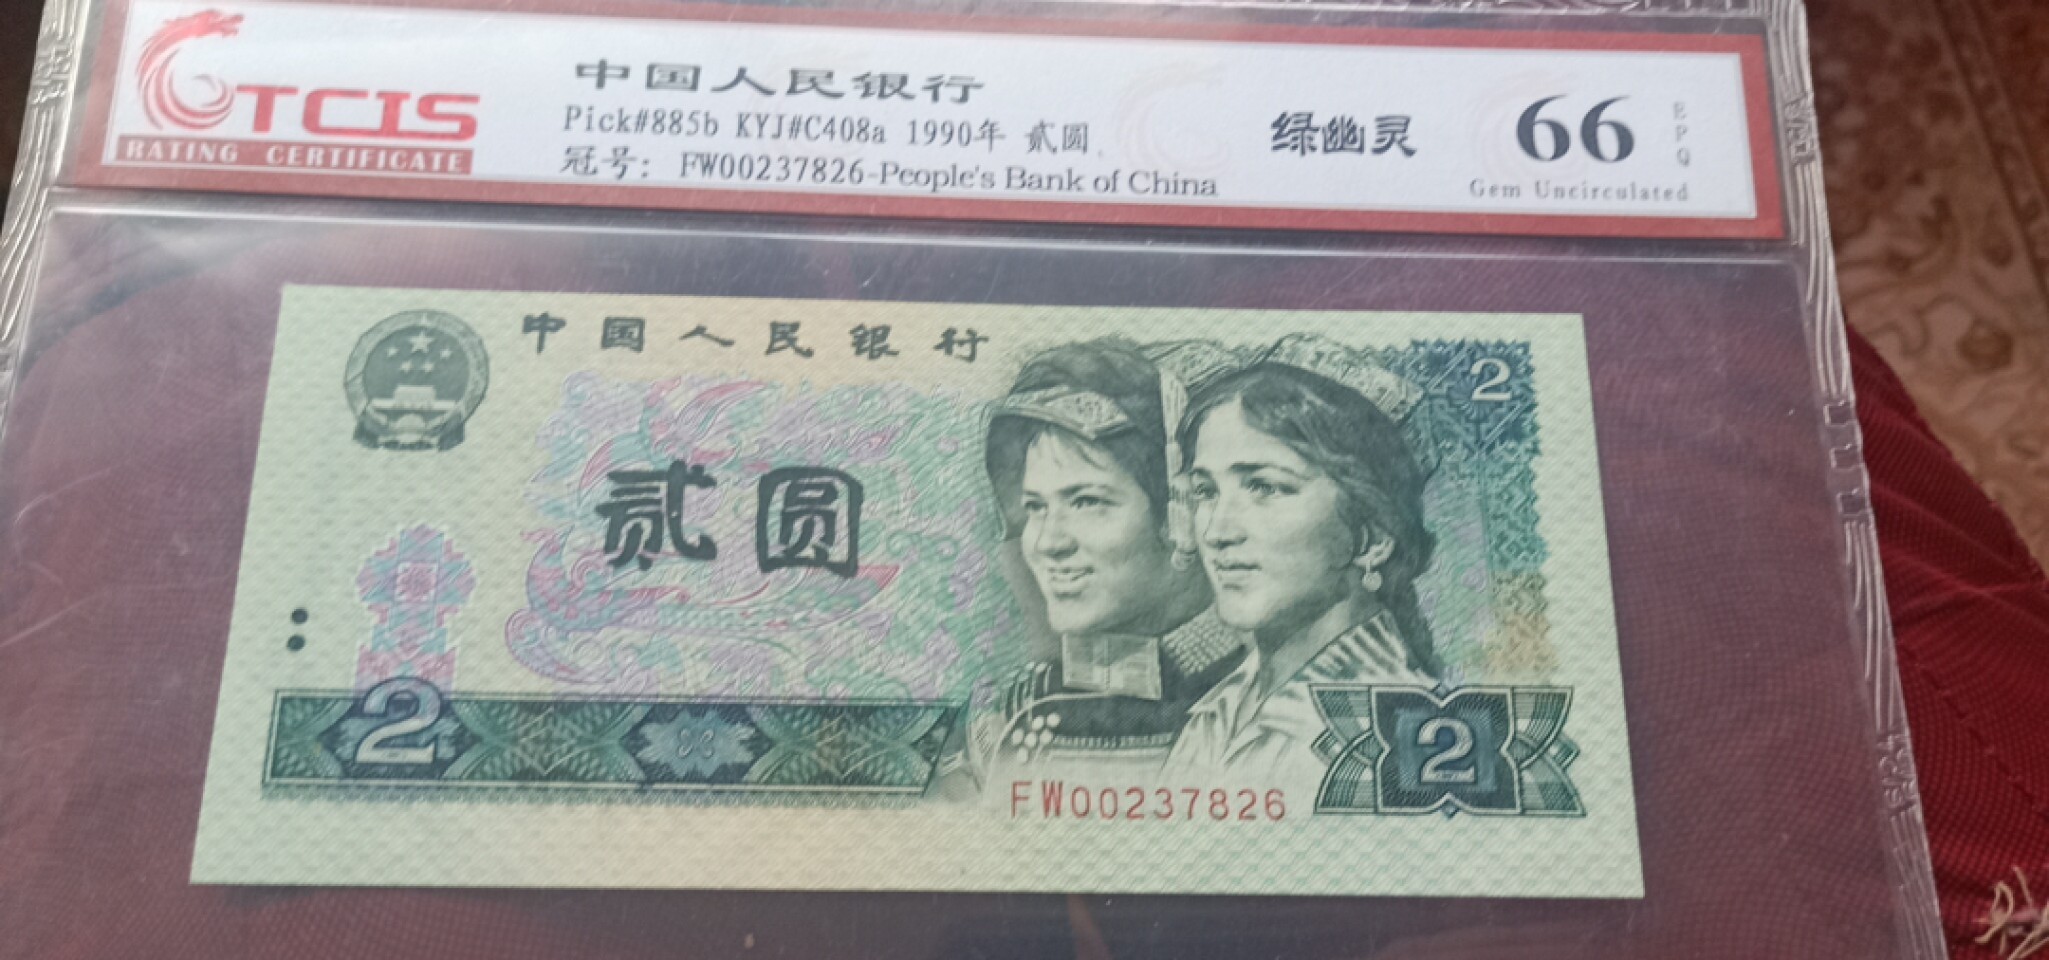 TCIS
RATING CERTIFICATE
中国人民银行
Pick#885b KYJ#C408a 1990年 贰圆
冠号: FW00237826-People's Bank of China
绿幽灵
66
EPQ
Gem Uncirculated
中国人民银行
2
贰圆
2
2
FW00237826